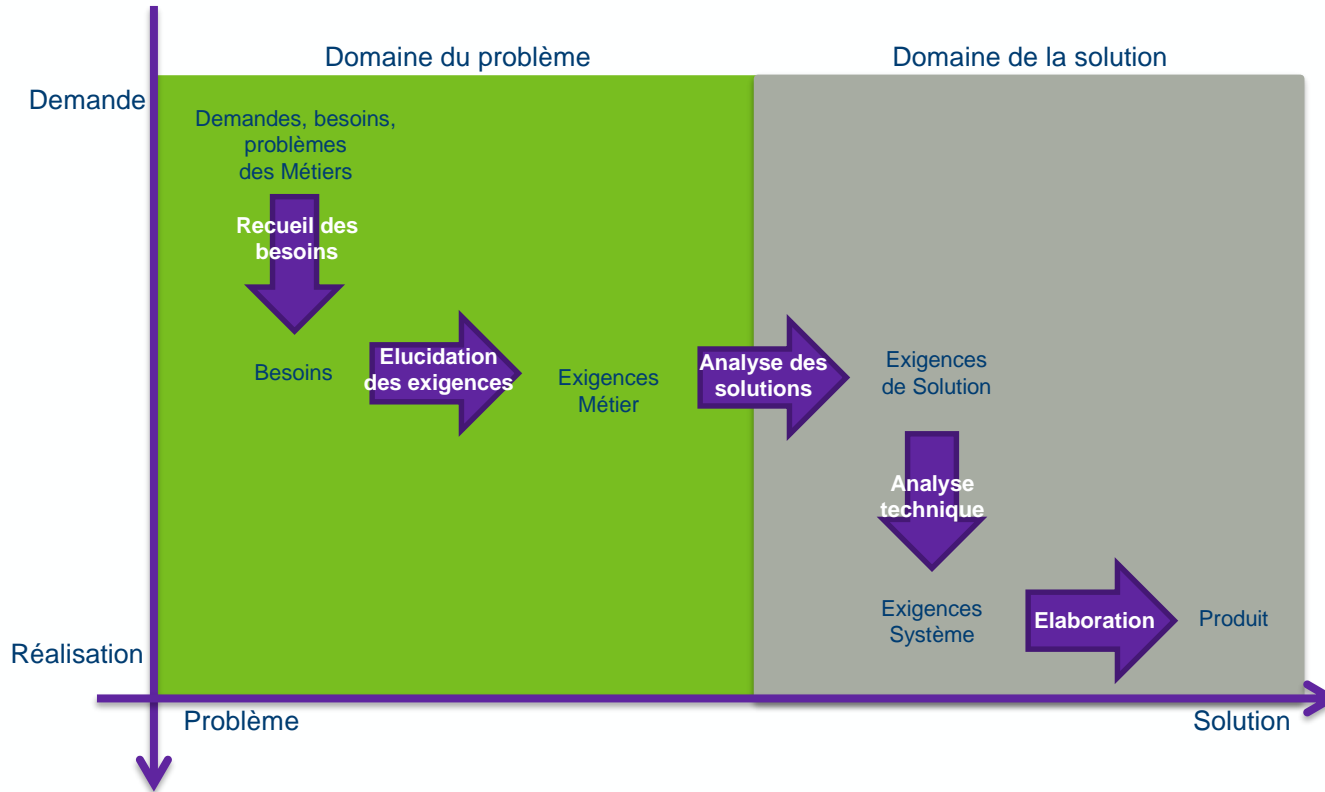 Domaine du problème
Domaine de la solution
Demande
Demandes, besoins,
problèmes
des Métiers
Recueil des
besoins
Besoins
Elucidation
des exigences
Exigences
Métier
Analyse des
solutions
Exigences
de Solution
Analyse
technique
Exigences
Système
Elaboration
Produit
Réalisation
Problème
Solution